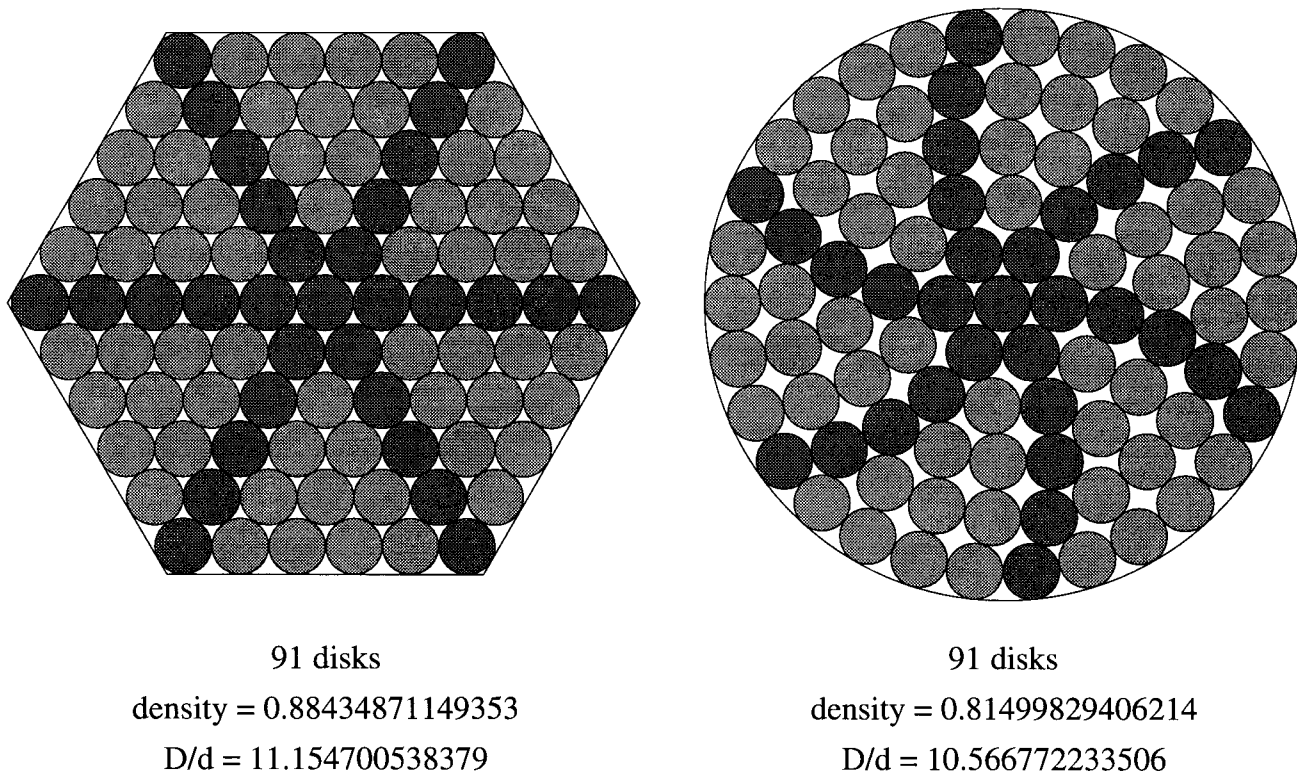 91 disks
density = 0.88434871149353
D/d = 11.154700538379
91 disks
density = 0.81499829406214
D/d = 10.566772233506